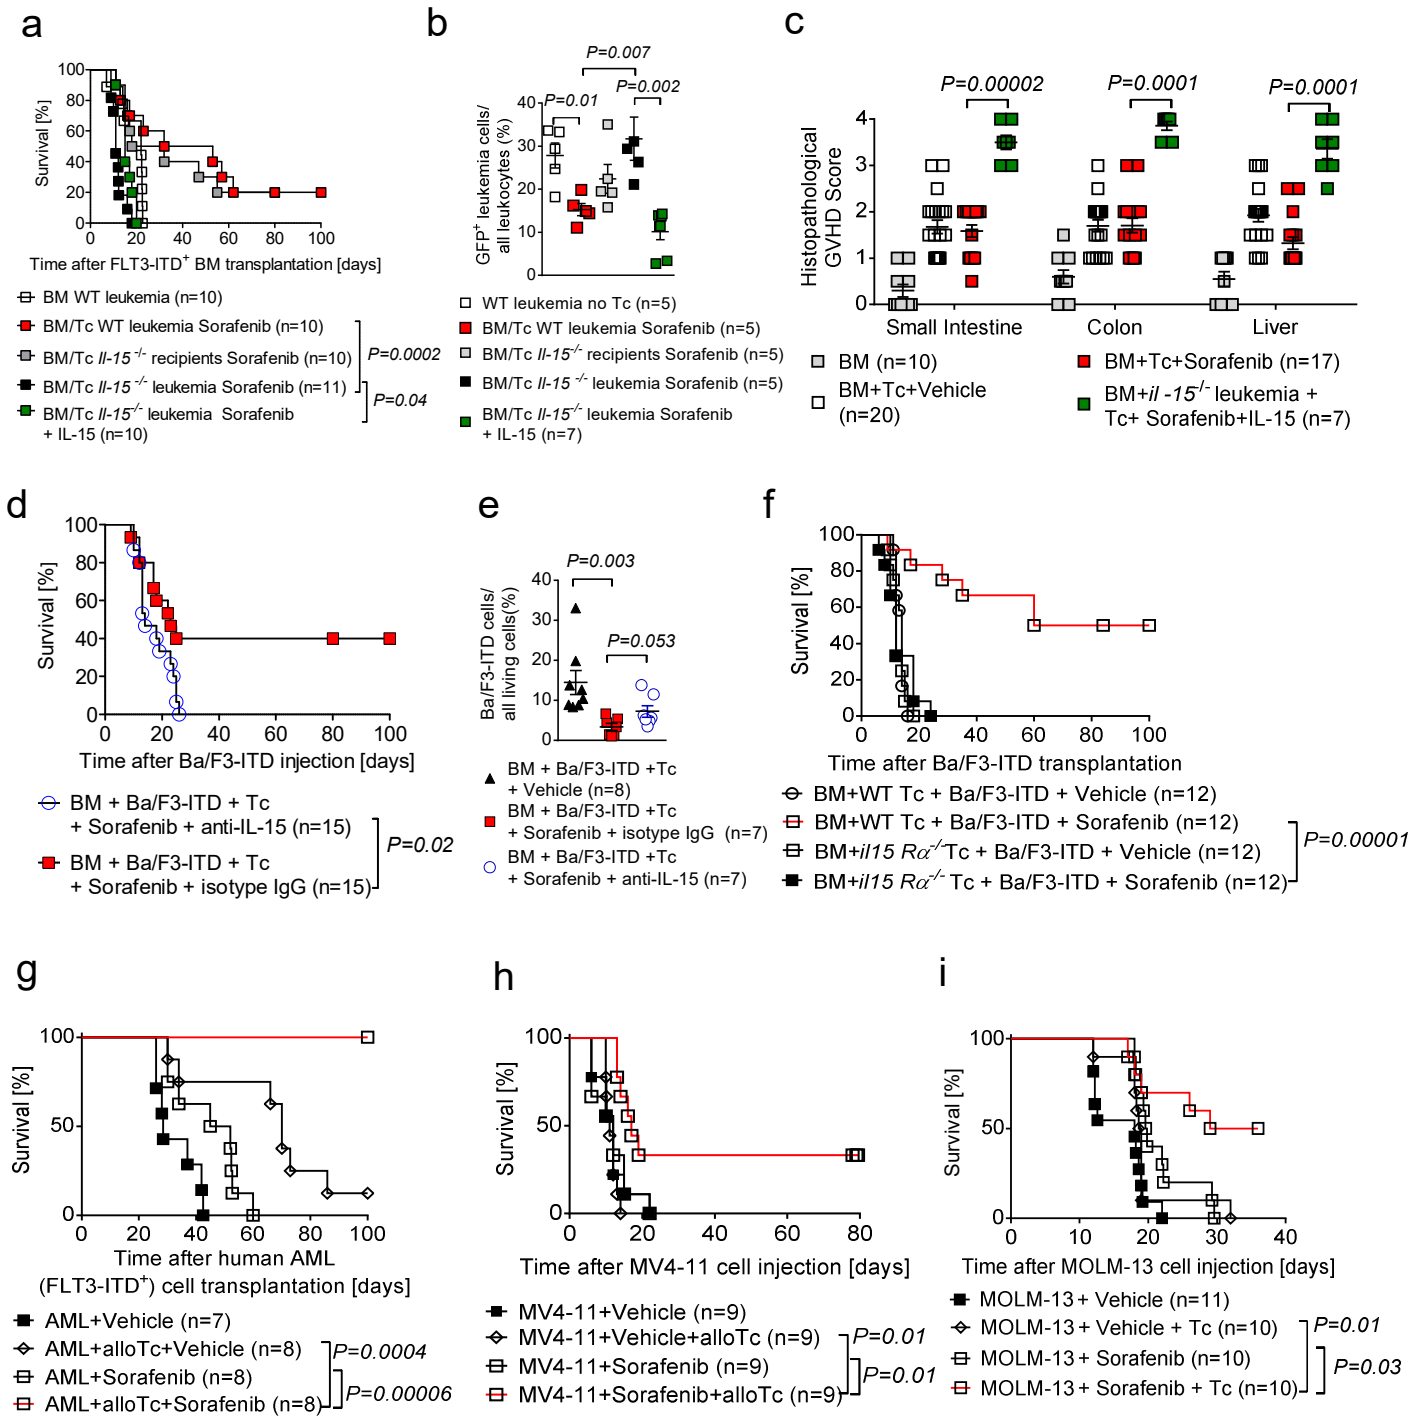 a
Survival [%]
100
80
60
40
20
0
0 20 40 60 80 100
Time after FLT3-ITD+ BM transplantation [days]
BM WT leukemia (n=10)
BM/Tc WT leukemia Sorafenib (n=10)
BM/Tc Il-15 -/- recipients Sorafenib (n=10)
BM/Tc Il-15 -/- leukemia Sorafenib (n=11)
BM/Tc Il-15-/- leukemia Sorafenib
+ IL-15 (n=10)
P=0.0002
P=0.04
b
GFP+ leukemia cells/
all leukocytes (%)
40
30
20
10
0
P=0.007
P=0.01
P=0.002
WT leukemia no Tc (n=5)
BM/Tc WT leukemia Sorafenib (n=5)
BM/Tc Il-15-/- recipients Sorafenib (n=5)
BM/Tc Il-15 -/- leukemia Sorafenib (n=5)
BM/Tc Il-15-/- leukemia Sorafenib
+ IL-15 (n=7)
c
Histopathological
GVHD Score
4
3
2
1
0
P=0.00002
P=0.0001
P=0.0001
Small Intestine
Colon
Liver
BM (n=10)
BM+Tc+Vehicle
(n=20)
BM+Tc+Sorafenib (n=17)
BM+il -15-/- leukemia +
Tc+ Sorafenib+IL-15 (n=7)
d
Survival [%]
100
80
60
40
20
0
0 20 40 60 80 100
Time after Ba/F3-ITD injection [days]
BM + Ba/F3-ITD + Tc
+ Sorafenib + anti-IL-15 (n=15)
BM + Ba/F3-ITD + Tc
+ Sorafenib + isotype IgG (n=15)
P=0.02
e
Ba/F3-ITD cells/
all living cells(%)
40
30
20
10
0
P=0.003
P=0.053
BM + Ba/F3-ITD +Tc
+ Vehicle (n=8)
BM + Ba/F3-ITD +Tc
+ Sorafenib + isotype IgG (n=7)
BM + Ba/F3-ITD +Tc
+ Sorafenib + anti-IL-15 (n=7)
f
Survival [%]
100
80
60
40
20
0
0 20 40 60 80 100
Time after Ba/F3-ITD transplantation
BM+WT Tc + Ba/F3-ITD + Vehicle (n=12)
BM+WT Tc + Ba/F3-ITD + Sorafenib (n=12)
BM+il15 Rα-/-Tc + Ba/F3-ITD + Vehicle (n=12)
BM+il15 Rα-/- Tc + Ba/F3-ITD + Sorafenib (n=12)
P=0.00001
g
Survival [%]
100
50
0
0 20 40 60 80 100
Time after human AML
(FLT3-ITD+) cell transplantation [days]
AML+Vehicle (n=7)
AML+alloTc+Vehicle (n=8)
AML+Sorafenib (n=8)
AML+alloTc+Sorafenib (n=8)
P=0.0004
P=0.00006
h
Survival [%]
100
50
0
0 20 40 60 80
Time after MV4-11 cell injection [days]
MV4-11+Vehicle (n=9)
MV4-11+Vehicle+alloTc (n=9)
MV4-11+Sorafenib (n=9)
MV4-11+Sorafenib+alloTc (n=9)
P=0.01
P=0.01
i
Survival [%]
100
50
0
0 10 20 30 40
Time after MOLM-13 cell injection [days]
MOLM-13 + Vehicle (n=11)
MOLM-13 + Vehicle + Tc (n=10)
MOLM-13 + Sorafenib (n=10)
MOLM-13 + Sorafenib + Tc (n=10)
P=0.01
P=0.03